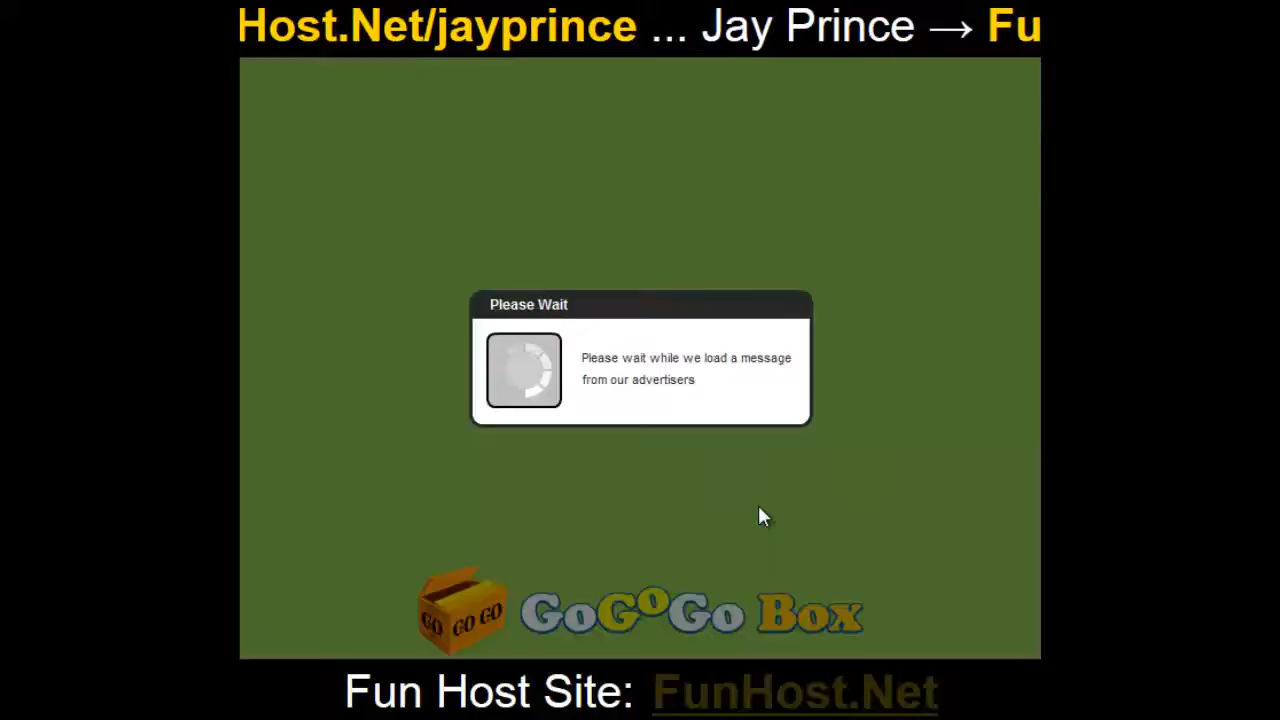 Host.Net/jayprince ... Jay Prince → Fu
Please Wait
Please wait while we load a message
from our advertisers
GO GO GO
GoGoGo Box
Fun Host Site: FunHost.Net